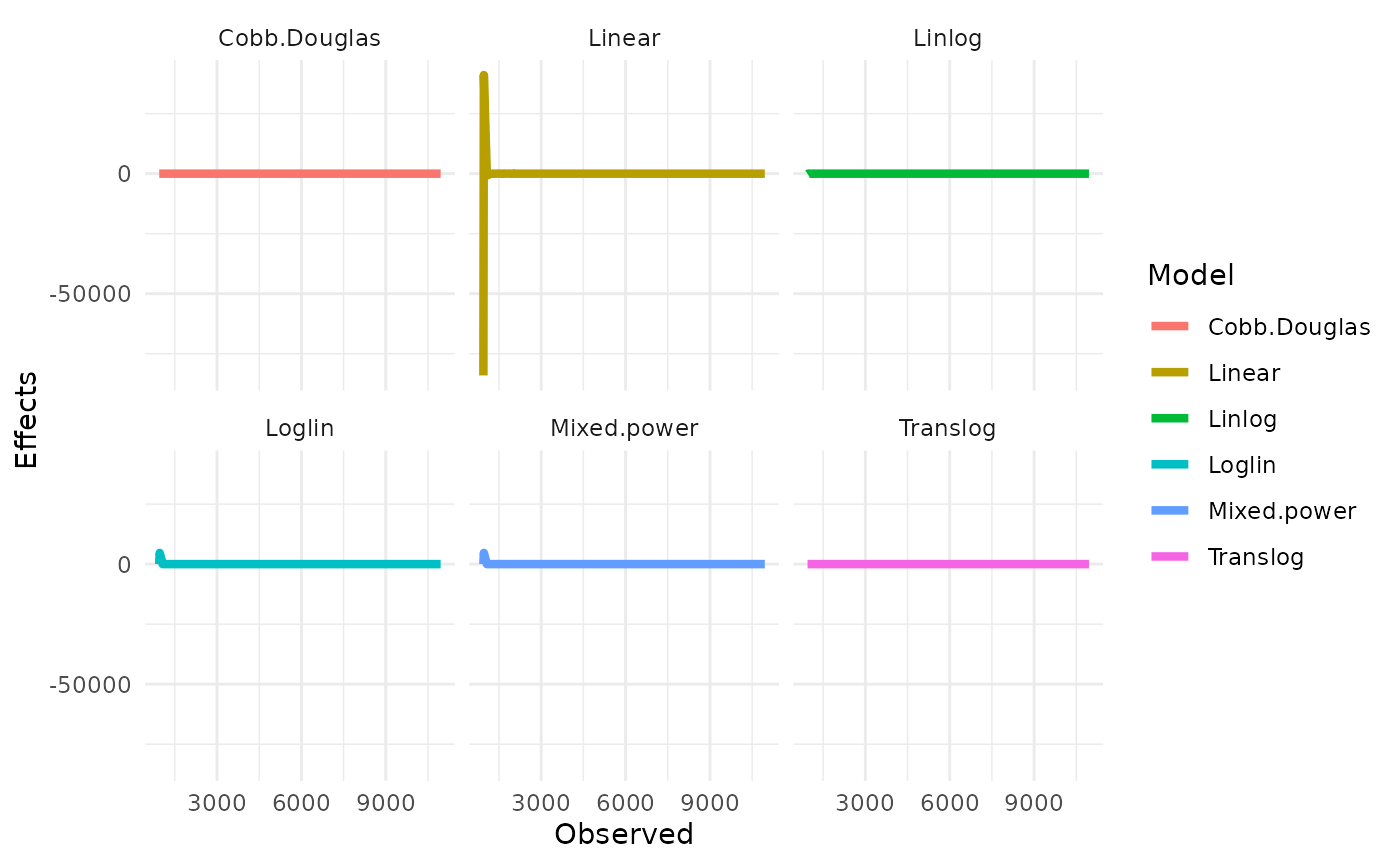 Cobb.Douglas
Linear
Linlog
0
-50000
Loglin
Mixed.power
Translog
0
-50000
3000 6000 9000
3000 6000 9000
3000 6000 9000
Observed
Effects
Model
Cobb.Douglas
Linear
Linlog
Loglin
Mixed.power
Translog